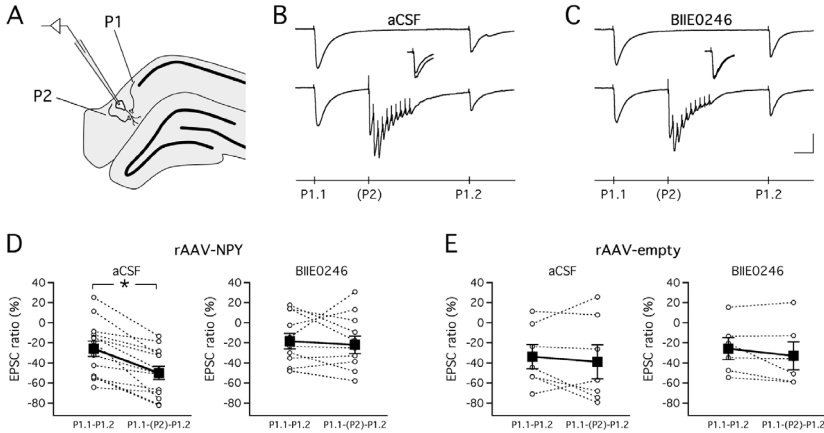 A
P1
P2
B
aCSF
P1.1
(P2)
P1.2
C
BIIE0246
P1.1
(P2)
P1.2
D
rAAV-NPY
aCSF
*
EPSC ratio (%)
40
20
0
-20
-40
-60
-80
P1.1-P1.2
P1.1-(P2)-P1.2
BIIE0246
EPSC ratio (%)
40
20
0
-20
-40
-60
-80
P1.1-P1.2
P1.1-(P2)-P1.2
E
rAAV-empty
aCSF
EPSC ratio (%)
40
20
0
-20
-40
-60
-80
P1.1-P1.2
P1.1-(P2)-P1.2
BIIE0246
EPSC ratio (%)
40
20
0
-20
-40
-60
-80
P1.1-P1.2
P1.1-(P2)-P1.2